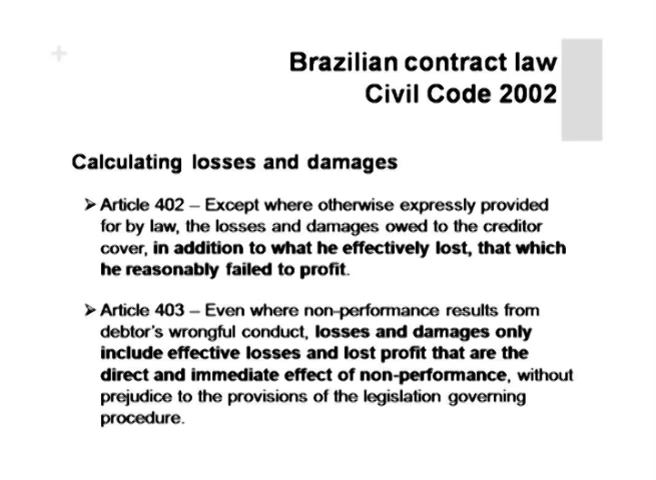 +
Brazilian contract law
Civil Code 2002
Calculating losses and damages
➢ Article 402 – Except where otherwise expressly provided
for by law, the losses and damages owed to the creditor
cover, in addition to what he effectively lost, that which
he reasonably failed to profit.
➢ Article 403 – Even where non-performance results from
debtor's wrongful conduct, losses and damages only
include effective losses and lost profit that are the
direct and immediate effect of non-performance, without
prejudice to the provisions of the legislation governing
procedure.